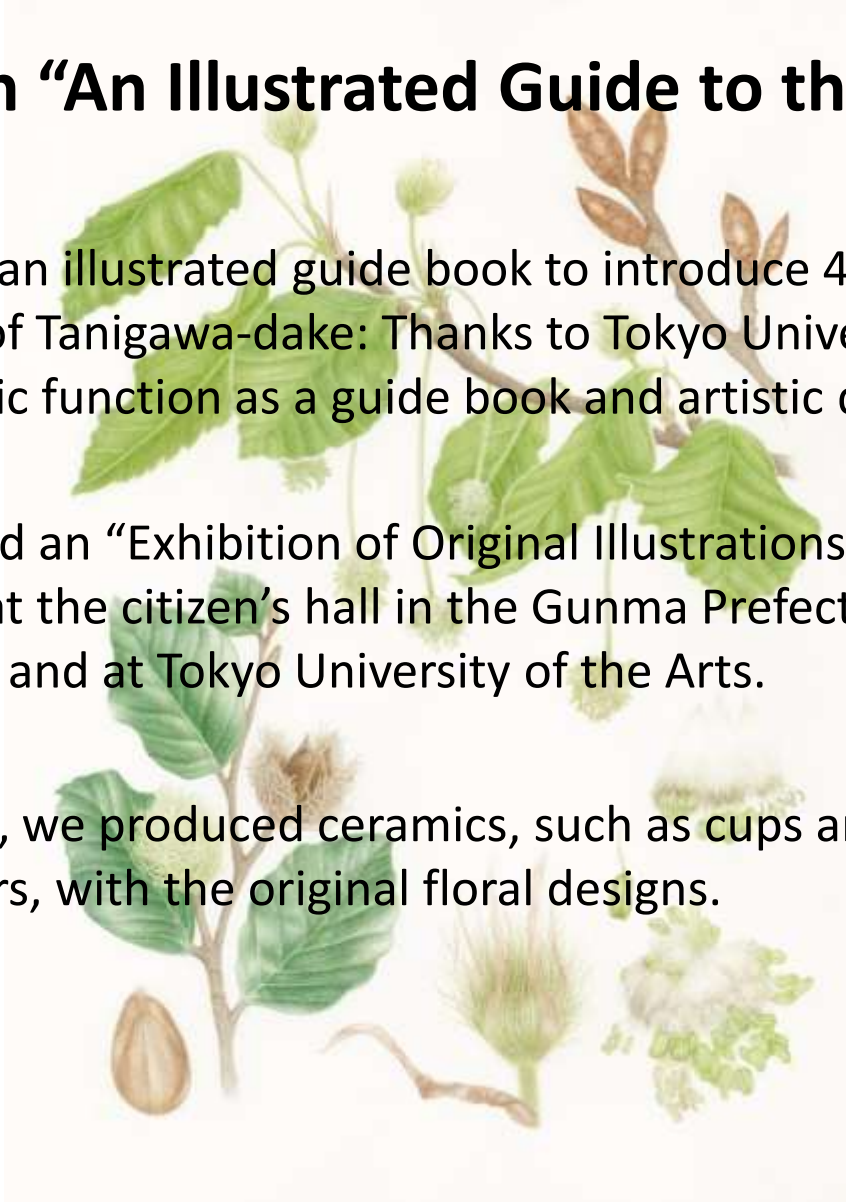 n “An Illustrated Guide to th
an illustrated guide book to introduce 4
of Tanigawa-dake: Thanks to Tokyo Unive
ic function as a guide book and artistic
d an “Exhibition of Original Illustrations
at the citizen’s hall in the Gunma Prefect
and at Tokyo University of the Arts.
, we produced ceramics, such as cups a
rs, with the original floral designs.